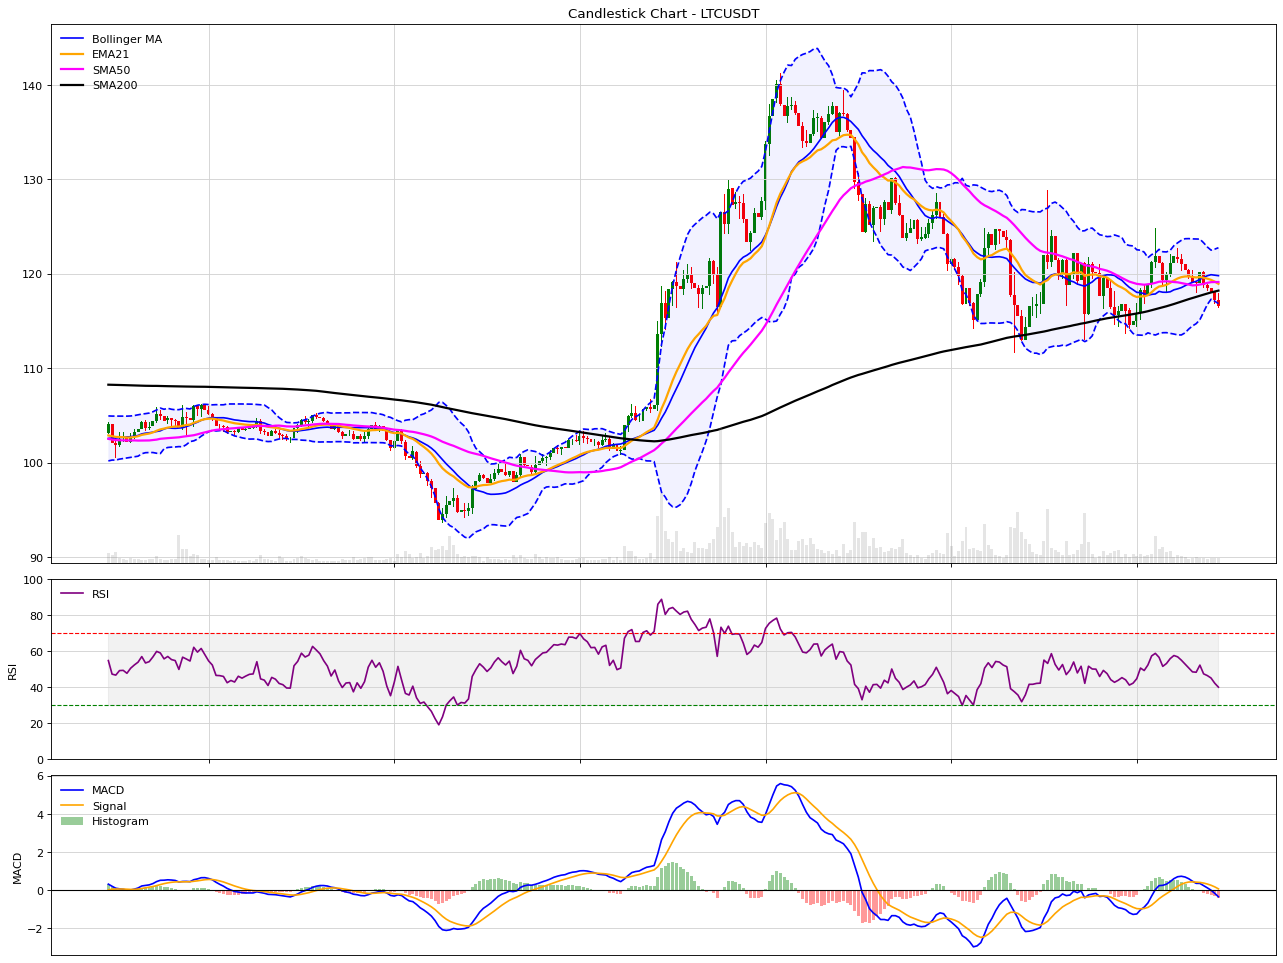 Candlestick Chart - LTCUSDT
Bollinger MA
EMA21
SMA50
SMA200
140
130
120
110
100
90
RSI
100
80
60
40
20
0
RSI
MACD
Signal
Histogram
6
4
2
0
−2
MACD